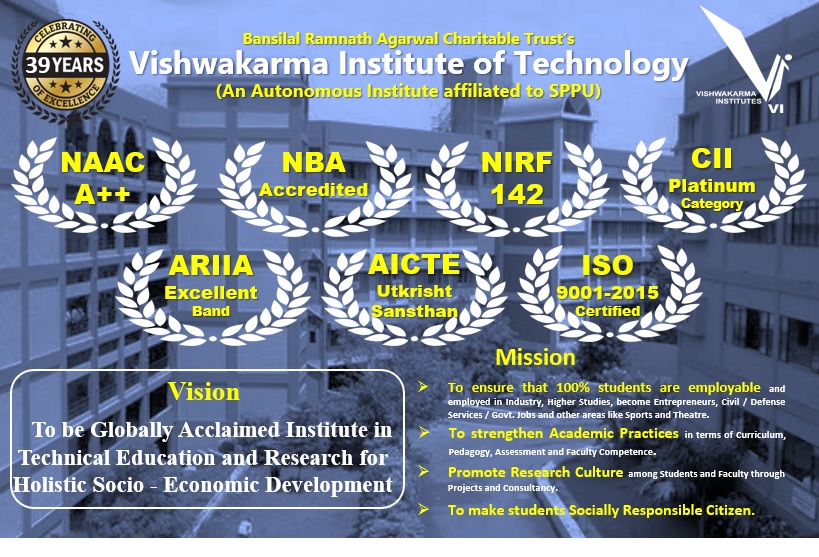 CELEBRATING
39 YEARS
OF EXCELLENCE
Bansilal Ramnath Agarwal Charitable Trust's
Vishwakarma Institute of Technology
(An Autonomous Institute affiliated to SPPU)
VISHWAKARMA
INSTITUTES
VI
NAAC
A++
NBA
Accredited
NIRF
142
CII
Platinum
Category
ARIIA
Excellent
Band
AICTE
Utkrisht
Sansthan
ISO
9001-2015
Certified
Vision
To be Globally Acclaimed Institute in
Technical Education and Research for
Holistic Socio - Economic Development
Mission
To ensure that 100% students are employable and
employed in Industry, Higher Studies, become Entrepreneurs, Civil / Defense
Services / Govt. Jobs and other areas like Sports and Theatre.
To strengthen Academic Practices in terms of Curriculum,
Pedagogy, Assessment and Faculty Competence.
Promote Research Culture among Students and Faculty through
Projects and Consultancy.
To make students Socially Responsible Citizen.